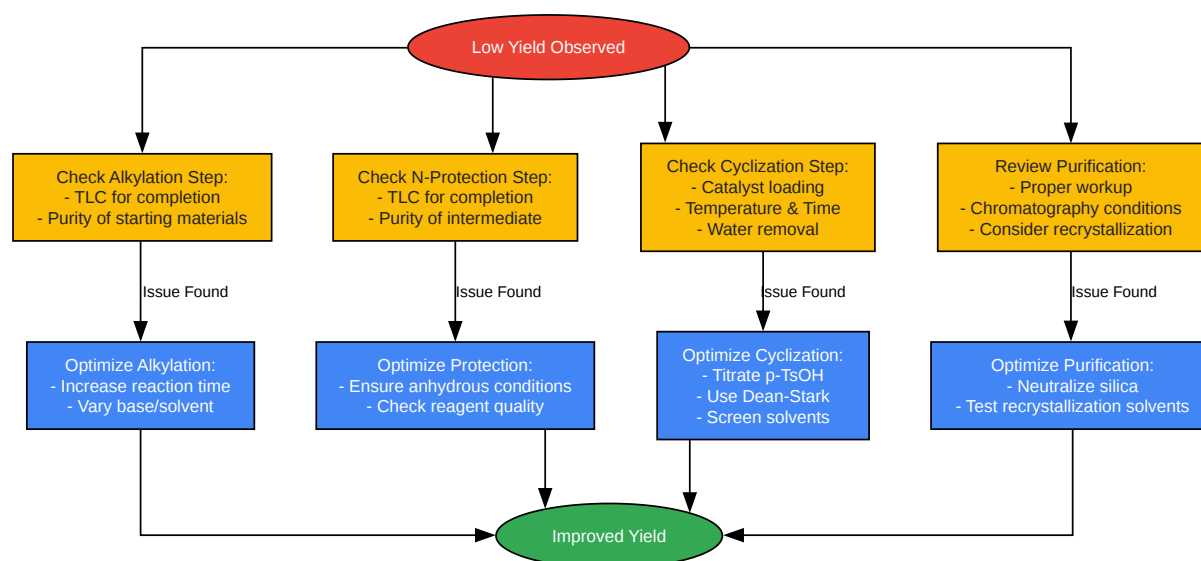 Low Yield Observed
Check Alkylation Step:
- TLC for completion
- Purity of starting materials
Check N-Protection Step:
- TLC for completion
- Purity of intermediate
Check Cyclization Step:
- Catalyst loading
- Temperature & Time
- Water removal
Review Purification:
- Proper workup
- Chromatography conditions
- Consider recrystallization
Issue Found
Issue Found
Issue Found
Issue Found
Optimize Alkylation:
- Increase reaction time
- Vary base/solvent
Optimize Protection:
- Ensure anhydrous conditions
- Check reagent quality
Optimize Cyclization:
- Titrate p-TsOH
- Use Dean-Stark
- Screen solvents
Optimize Purification:
- Neutralize silica
- Test recrystallization solvents
Improved Yield